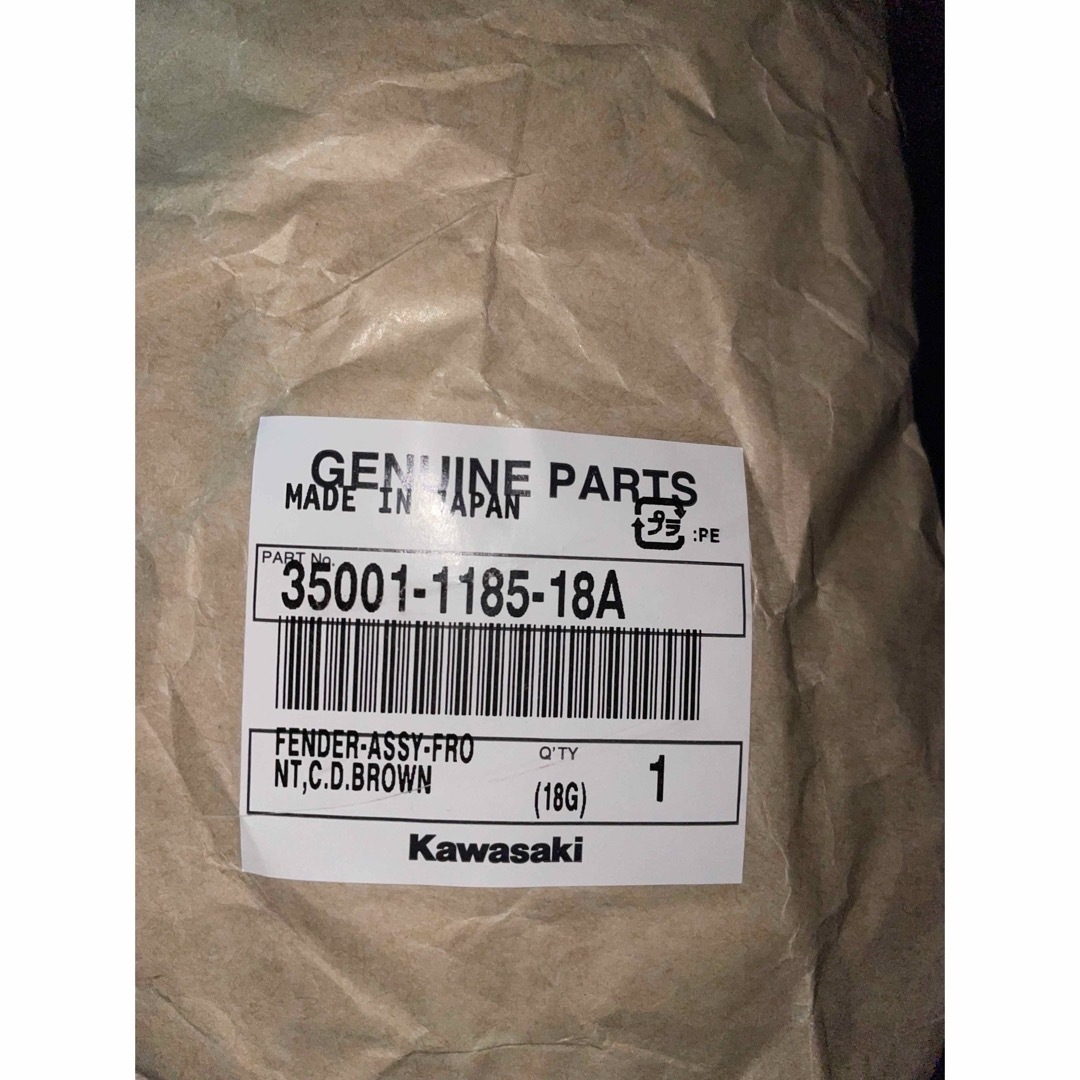 GENUINE PARTS
MADE IN JAPAN
プラ :PE
PART No.
35001-1185-18A
FENDER-ASSY-FRO
NT,C.D.BROWN
Q'TY
(18G)
1
Kawasaki